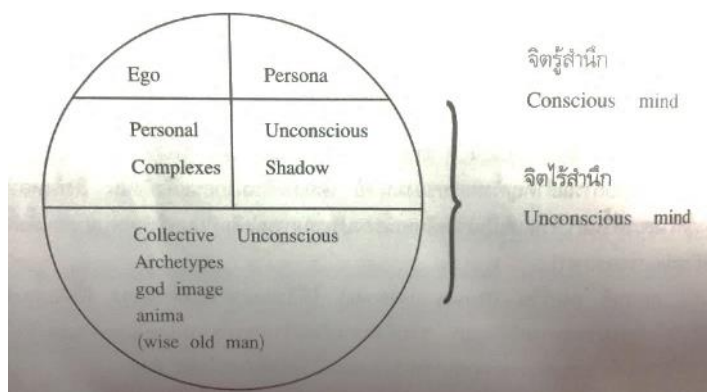 Ego Persona
Personal Unconscious
Complexes Shadow
Collective Unconscious
Archetypes
god image
anima
(wise old man)
จิตรู้สำนึก
Conscious mind
จิตไร้สำนึก
Unconscious mind